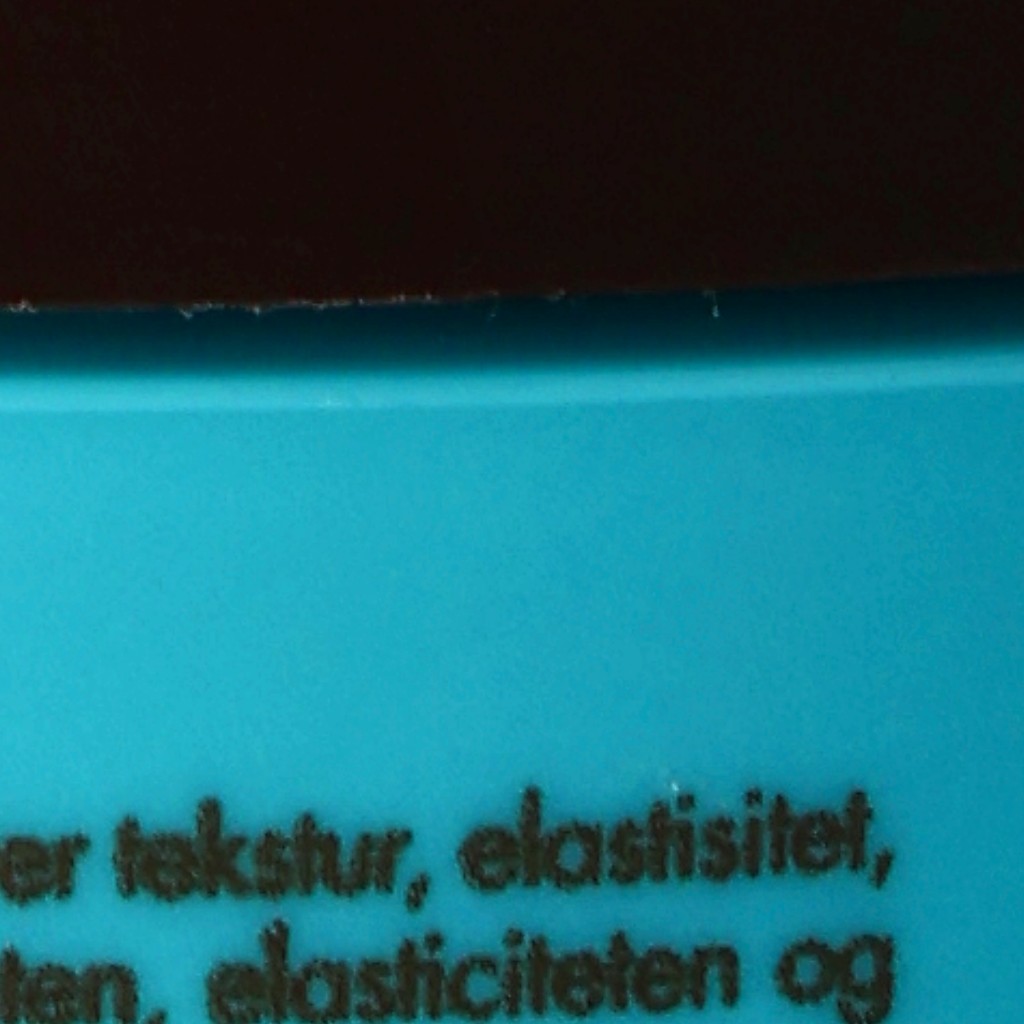 er tekstur, elastisitet,
ten, elasticiteten og